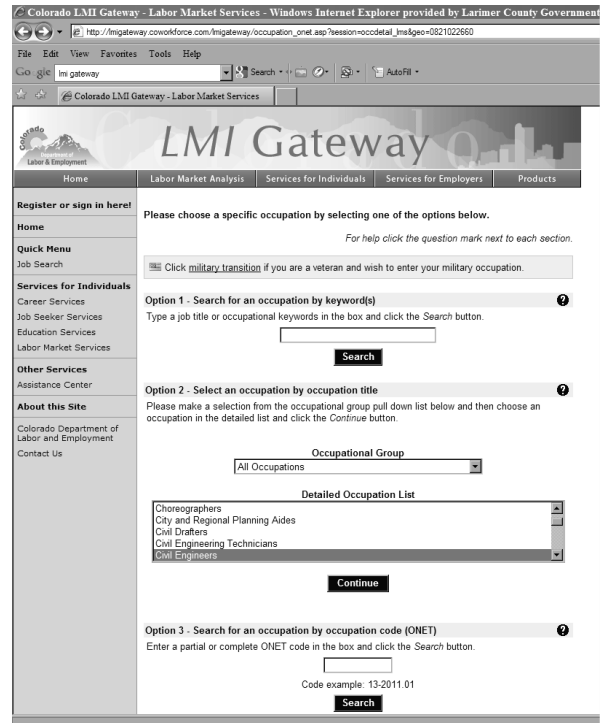 Colorado LMI Gateway - Labor Market Services - Windows Internet Explorer provided by Larimer County Government
http://lmigateway.coworkforce.com/lmigateway/occupation_onet.asp?session=occdetail_lms&geo=0821022660
File Edit View Favorites Tools Help
Google lmi gateway Search AutoFill
Colorado LMI Gateway - Labor Market Services
Colorado
Department of
Labor & Employment
LMI Gateway
Home Labor Market Analysis Services for Individuals Services for Employers Products
Register or sign in here!
Home
Quick Menu
Job Search
Services for Individuals
Career Services
Job Seeker Services
Education Services
Labor Market Services
Other Services
Assistance Center
About this Site
Colorado Department of
Labor and Employment
Contact Us
Please choose a specific occupation by selecting one of the options below.
For help click the question mark next to each section.
Click military transition if you are a veteran and wish to enter your military occupation.
Option 1 - Search for an occupation by keyword(s) ?
Type a job title or occupational keywords in the box and click the Search button.
Search
Option 2 - Select an occupation by occupation title ?
Please make a selection from the occupational group pull down list below and then choose an
occupation in the detailed list and click the Continue button.
Occupational Group
All Occupations
Detailed Occupation List
Choreographers
City and Regional Planning Aides
Civil Drafters
Civil Engineering Technicians
Civil Engineers
Continue
Option 3 - Search for an occupation by occupation code (ONET) ?
Enter a partial or complete ONET code in the box and click the Search button.
Code example: 13-2011.01
Search